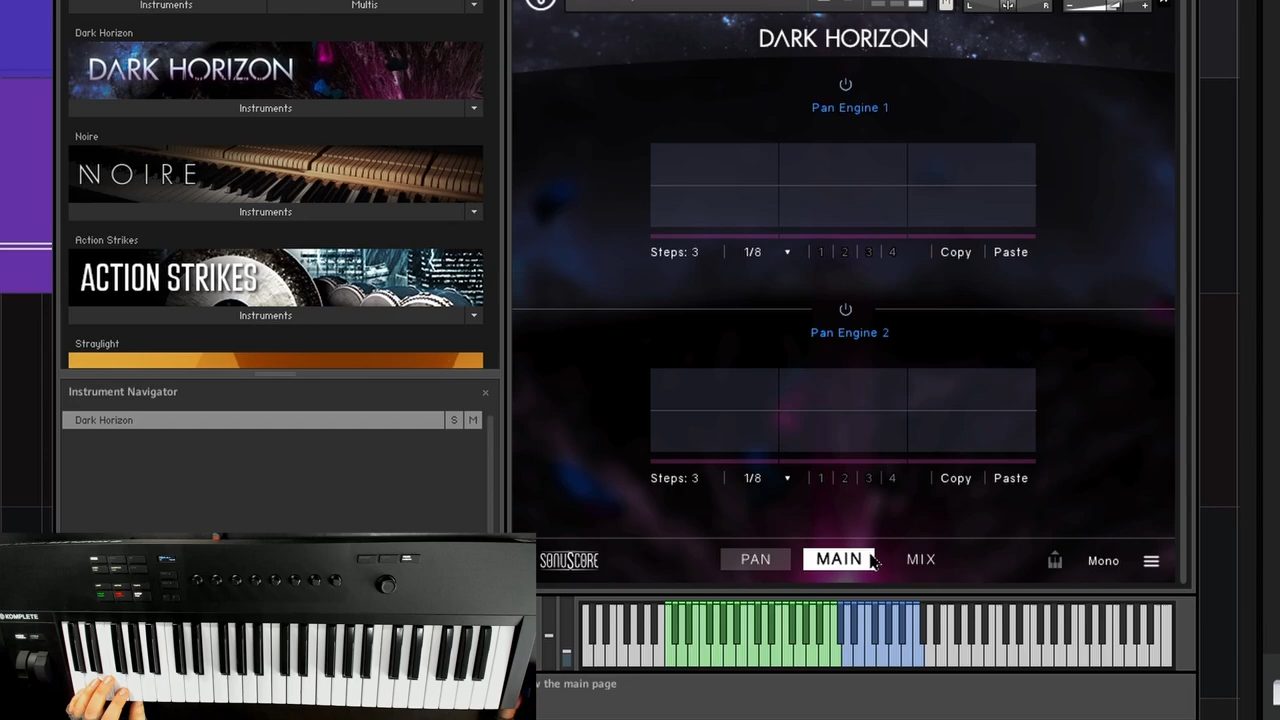 Instruments Multis
Dark Horizon
DARK HORIZON
Instruments
Noire
NOIRE
Instruments
Action Strikes
ACTION STRIKES
Instruments
Straylight
Instrument Navigator ×
Dark Horizon S M
M L R − +
DARK HORIZON
Pan Engine 1
Steps: 3 1/8 1 2 3 4 Copy Paste
Pan Engine 2
Steps: 3 1/8 1 2 3 4 Copy Paste
SONUSCORE PAN MAIN MIX Mono
the main page
KOMPLETE